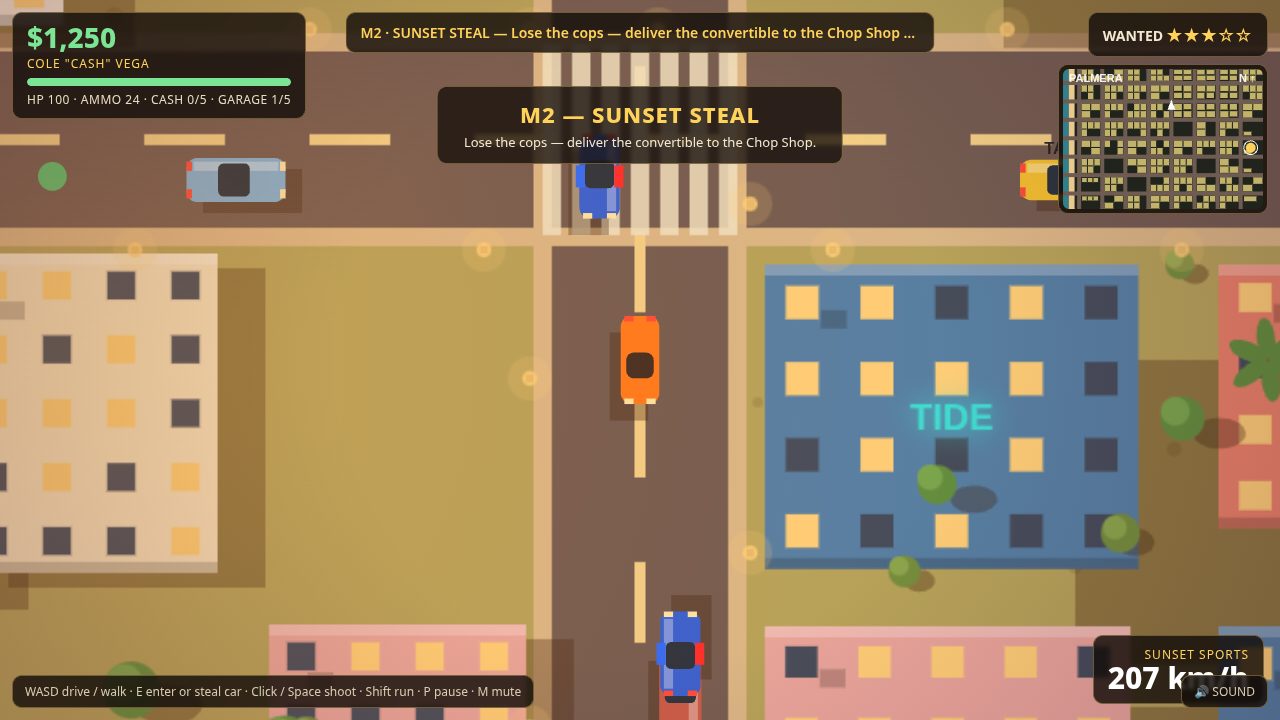 $1,250
COLE "CASH" VEGA
HP 100 · AMMO 24 · CASH 0/5 · GARAGE 1/5
M2 · SUNSET STEAL — Lose the cops — deliver the convertible to the Chop Shop ...
WANTED ★★★☆☆
PALMERA
M2 — SUNSET STEAL
Lose the cops — deliver the convertible to the Chop Shop.
TIDE
SUNSET SPORTS
207 km/h
WASD drive / walk · E enter or steal car · Click / Space shoot · Shift run · P pause · M mute
🔊 SOUND